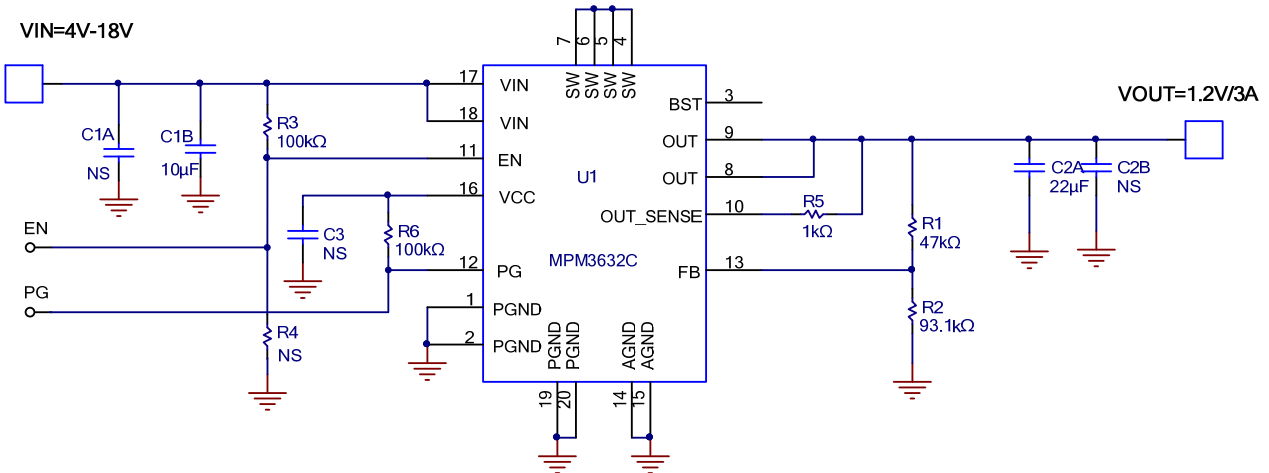 VIN=4V-18V
7
6
5
4
SW
SW
SW
SW
17
VIN
18
VIN
11
EN
16
VCC
12
PG
1
PGND
2
PGND
BST
3
OUT
9
OUT
8
OUT_SENSE
10
FB
13
U1
MPM3632C
PGND
PGND
AGND
AGND
19
20
14
15
C1A
NS
C1B
10µF
R3
100kΩ
C3
NS
R6
100kΩ
EN
PG
R4
NS
R5
1kΩ
R1
47kΩ
R2
93.1kΩ
VOUT=1.2V/3A
C2A
22µF
C2B
NS